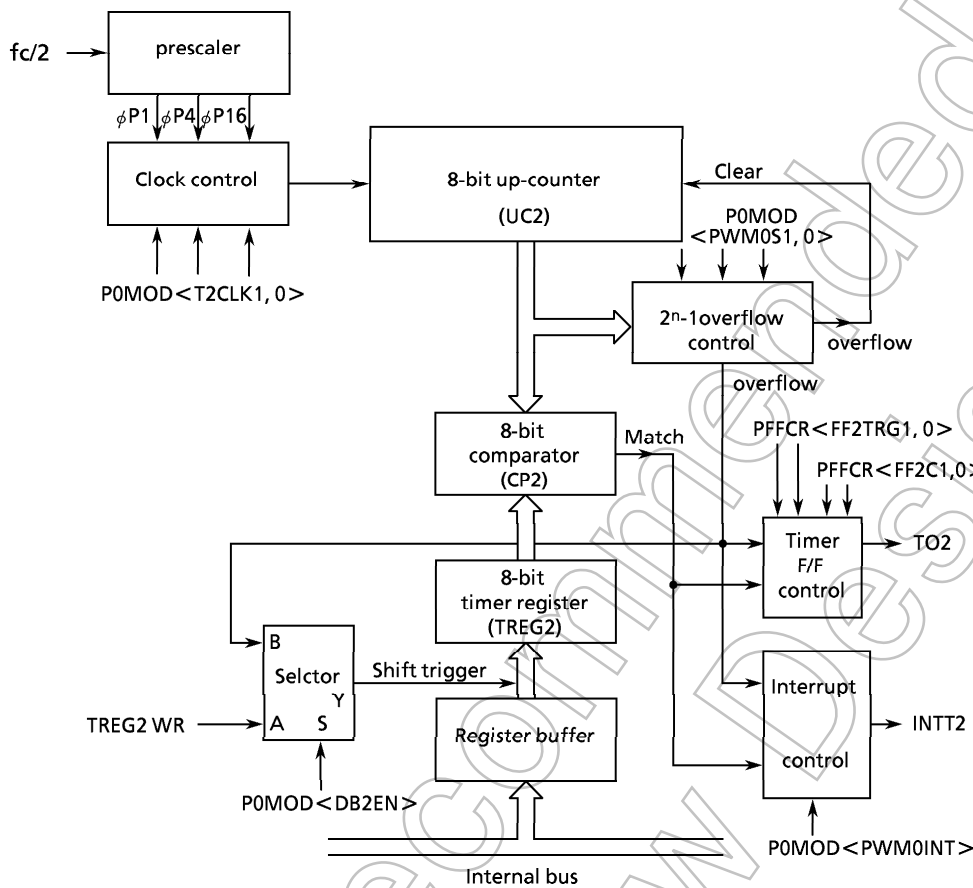 prescaler
fc/2
ϕP1 ϕP4 ϕP16
Clock control
8-bit up-counter
(UC2)
Clear
P0MOD
<PWM0S1, 0>
P0MOD<T2CLK1, 0>
2ⁿ-1overflow
control
overflow
overflow
8-bit
comparator
(CP2)
Match
PFFCR<FF2TRG1, 0>
PFFCR<FF2C1,0>
Timer
F/F
control
TO2
8-bit
timer register
(TREG2)
B
Selctor
Y
A S
Shift trigger
TREG2 WR
Register buffer
Interrupt
control
INTT2
P0MOD<DB2EN>
P0MOD<PWM0INT>
Internal bus
ecommended
w Desi